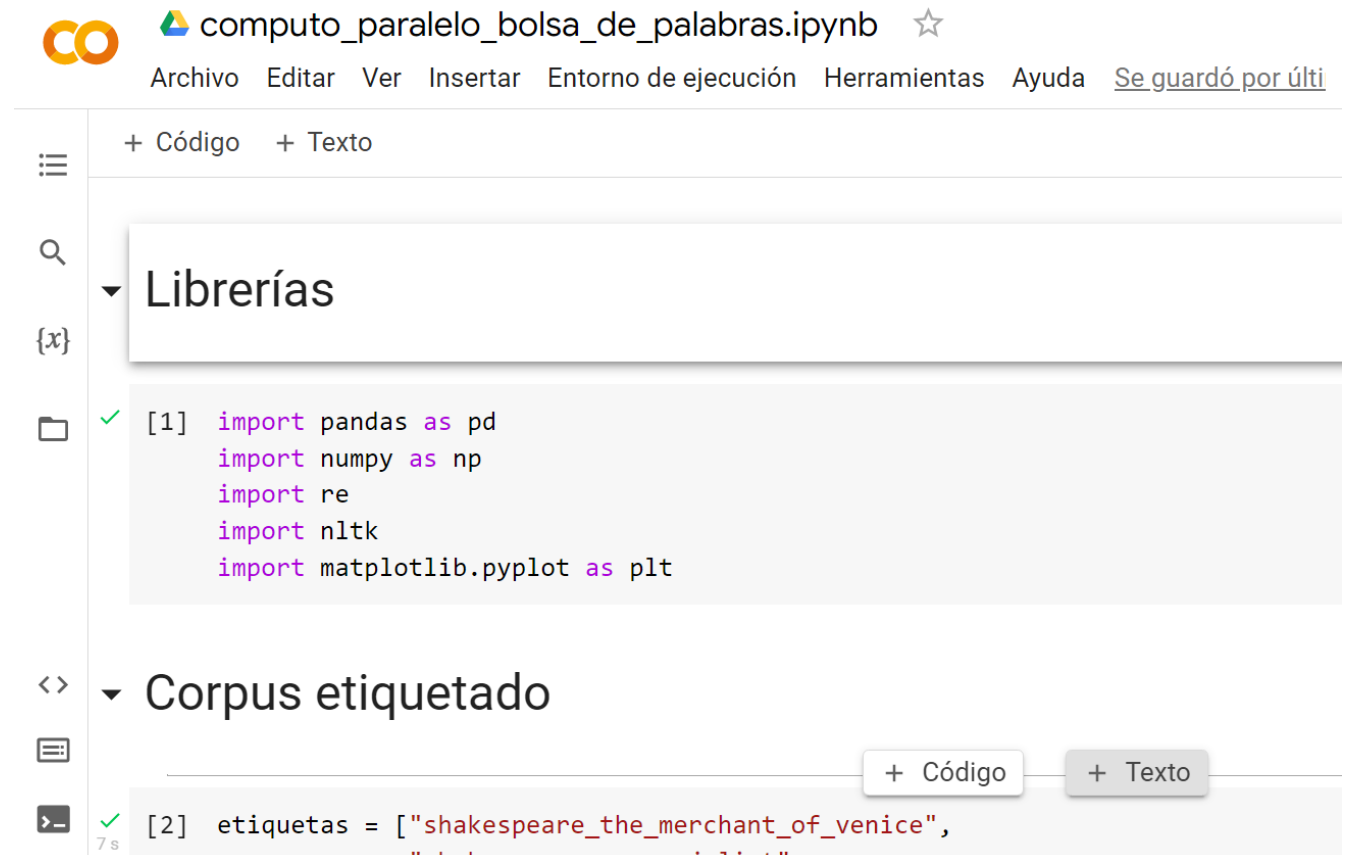 computo_paralelo_bolsa_de_palabras.ipynb
Archivo Editar Ver Insertar Entorno de ejecución Herramientas Ayuda Se guardó por últi
+ Código + Texto
Librerías
{x}
[1] import pandas as pd
import numpy as np
import re
import nltk
import matplotlib.pyplot as plt
Corpus etiquetado
+ Código + Texto
[2] etiquetas = ["shakespeare_the_merchant_of_venice",
7 s